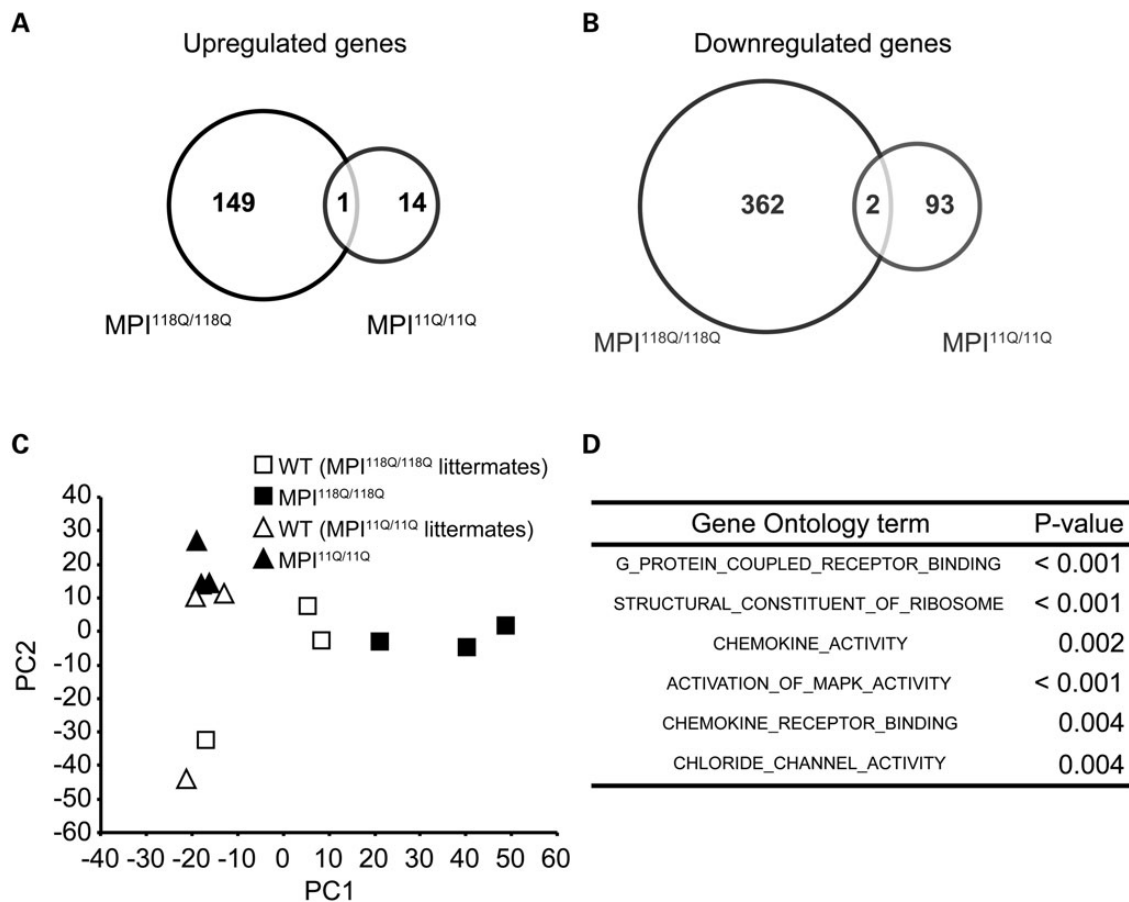 A
Upregulated genes
149
1
14
MPI118Q/118Q
MPI11Q/11Q
B
Downregulated genes
362
2
93
MPI118Q/118Q
MPI11Q/11Q
C
WT (MPI118Q/118Q littermates)
MPI118Q/118Q
WT (MPI11Q/11Q littermates)
MPI11Q/11Q
PC2
40
30
20
10
0
-10
-20
-30
-40
-50
-60
-40 -30 -20 -10 0 10 20 30 40 50 60
PC1
D
Gene Ontology term P-value
G_PROTEIN_COUPLED_RECEPTOR_BINDING < 0.001
STRUCTURAL_CONSTITUENT_OF_RIBOSOME < 0.001
CHEMOKINE_ACTIVITY 0.002
ACTIVATION_OF_MAPK_ACTIVITY < 0.001
CHEMOKINE_RECEPTOR_BINDING 0.004
CHLORIDE_CHANNEL_ACTIVITY 0.004